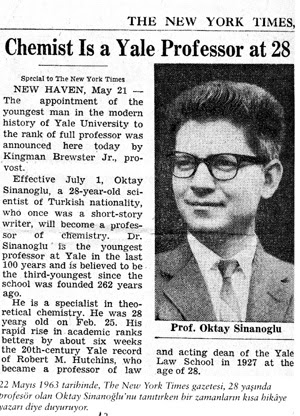 THE NEW YORK TIMES,
Chemist Is a Yale Professor at 28
Special to The New York Times
NEW HAVEN, May 21 —
The appointment of the
youngest man in the modern
history of Yale University to
the rank of full professor was
announced here today by
Kingman Brewster Jr., pro-
vost.
Effective July 1, Oktay
Sinanoglu, a 28-year-old sci-
entist of Turkish nationality,
who once was a short-story
writer, will become a profes-
sor of chemistry. Dr.
Sinanoglu is the youngest
professor at Yale in the last
100 years and is believed to be
the third-youngest since the
school was founded 262 years
ago.
He is a specialist in theo-
retical chemistry. He was 28
years old on Feb. 25. His
rapid rise in academic ranks
betters by about six weeks
the 20th-century Yale record
of Robert M. Hutchins, who
became a professor of law
Prof. Oktay Sinanoglu
and acting dean of the Yale
Law School in 1927 at the
age of 28.
22 Mayıs 1963 tarihinde, The New York Times gazetesi, 28 yaşında
profesör olan Oktay Sinanoğlu'nu tanıtırken bir zamanların kısa hikâye
yazarı diye duyuruyor.